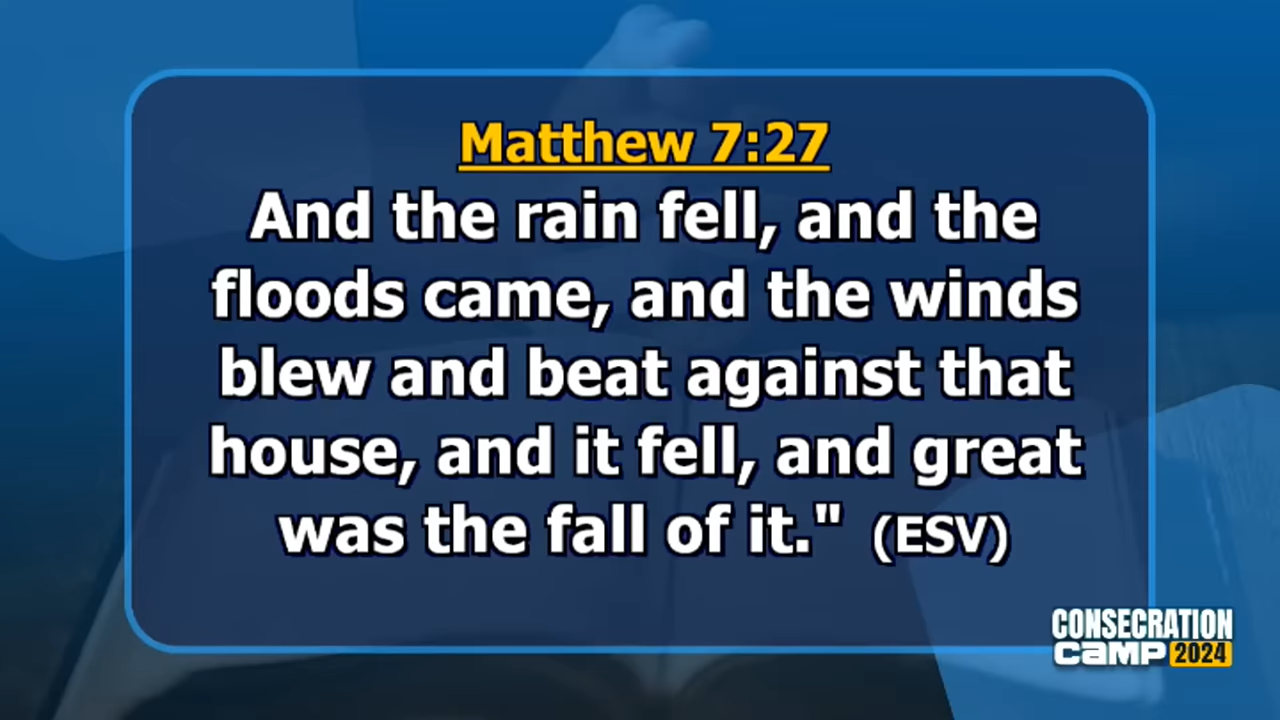 Matthew 7:27
And the rain fell, and the
floods came, and the winds
blew and beat against that
house, and it fell, and great
was the fall of it." (ESV)
CONSECRATION
CAMP 2024